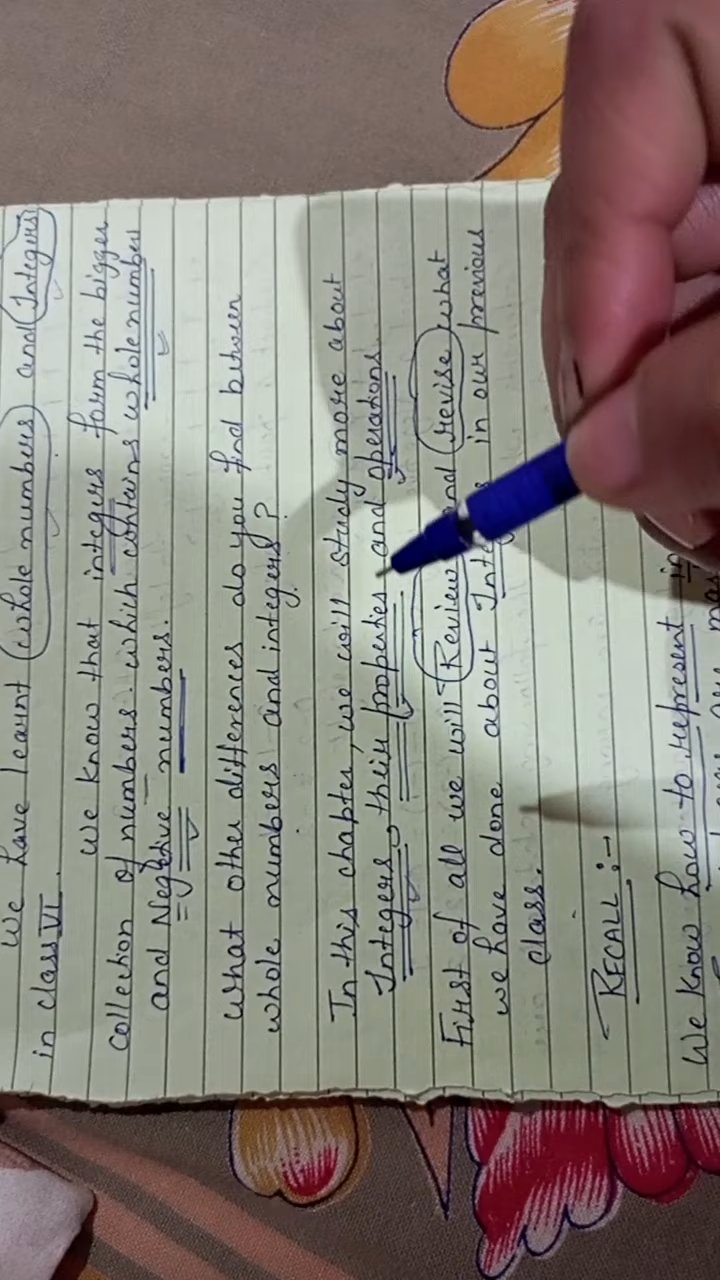 we have learnt whole numbers and Integers
in class VI.
we know that integers form the bigger
collection of numbers. which contains whole number
and Negative numbers.
what other differences do you find between
whole numbers and integers?
In this chapter, we will study more about
Integers, their properties and operations.
First of all we will Review and revise what
we have done about in our previous
class.
RECALL :-
We know how to represent in